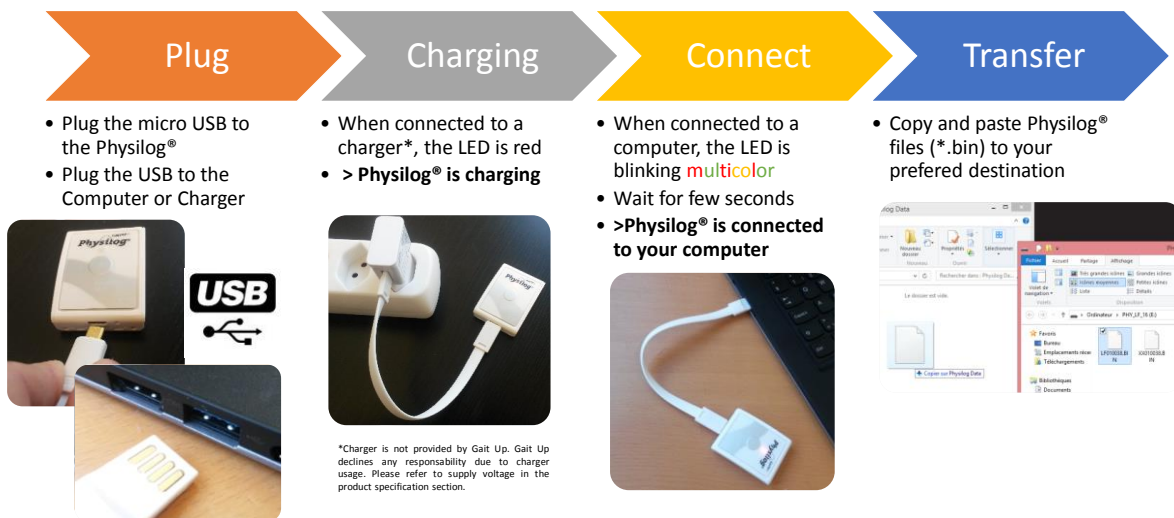 Plug
Charging
Connect
Transfer
• Plug the micro USB to
the Physilog®
• Plug the USB to the
Computer or Charger
Physilog®
USB
• When connected to a
charger*, the LED is red
• > Physilog® is charging
Physilog®
*Charger is not provided by Gait Up. Gait Up
declines any responsability due to charger
usage. Please refer to supply voltage in the
product specification section.
• When connected to a
computer, the LED is
blinking multicolor
• Wait for few seconds
• >Physilog® is connected
to your computer
Physilog®
• Copy and paste Physilog®
files (*.bin) to your
prefered destination
Nouveau
dossier
Nouveau
Propriétés
Ouvrir
Sélectionner
Rechercher dans : Physilog Da...
Le dossier est vide.
Copier sur Physilog Data
Fichier
Accueil
Partage
Affichage
Volet de
navigation
Volets
Très grandes icônes
Grandes icônes
Icônes moyennes
Petites icônes
Liste
Détails
Disposition
Ordinateur
Favoris
Bureau
Emplacements récen
Téléchargements
Bibliothèques
Documents